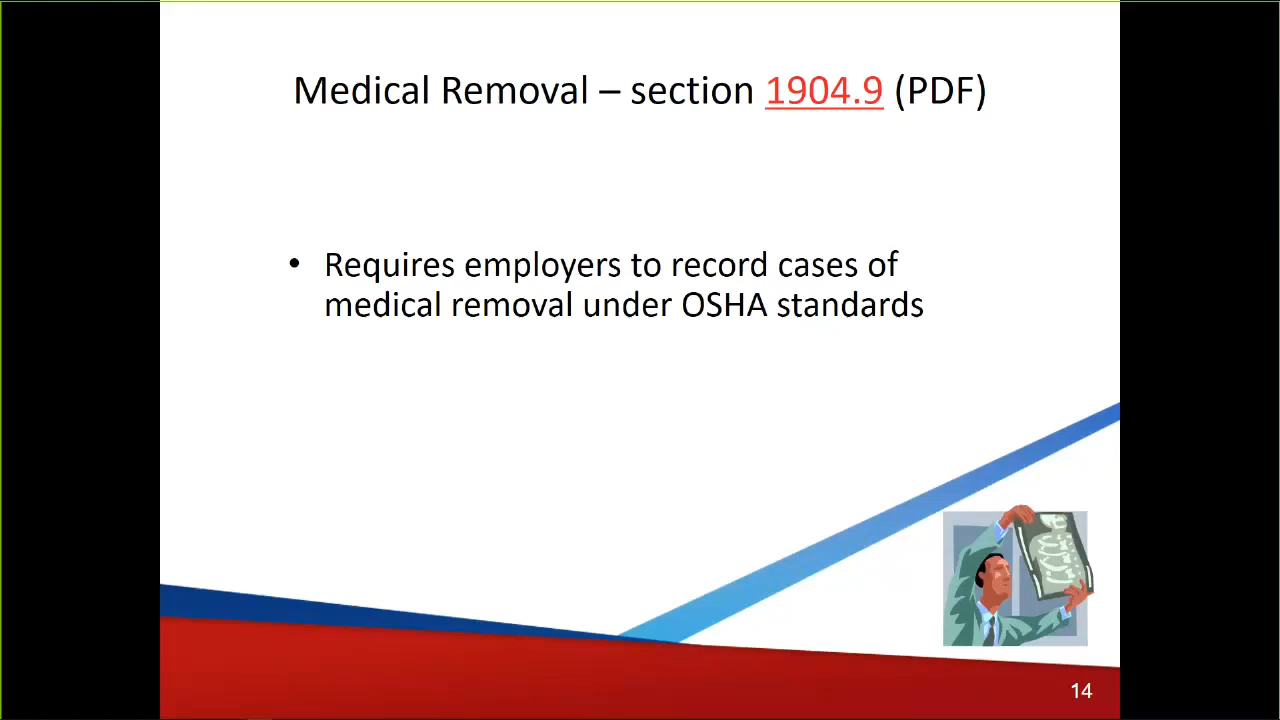 Medical Removal – section 1904.9 (PDF)
• Requires employers to record cases of
medical removal under OSHA standards
14